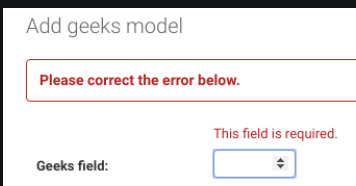 Add geeks model
Please correct the error below.
This field is required.
Geeks field: